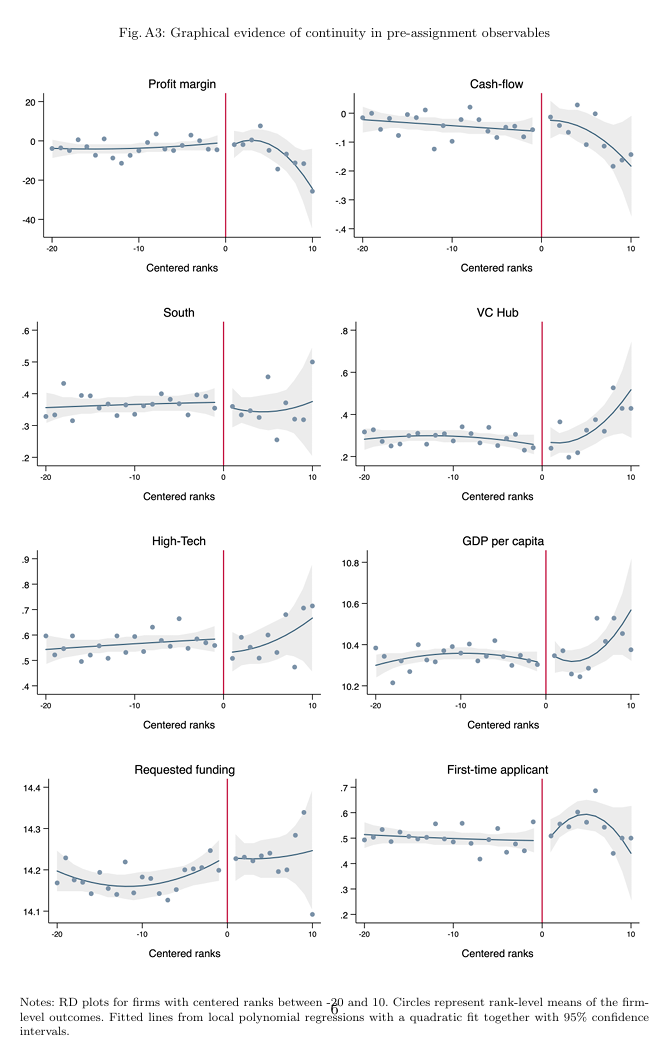 Fig. A3: Graphical evidence of continuity in pre-assignment observables
Profit margin
20
0
-20
-40
-20 -10 0 10
Centered ranks
Cash-flow
0
-.1
-.2
-.3
-.4
-20 -10 0 10
Centered ranks
South
.6
.5
.4
.3
.2
-20 -10 0 10
Centered ranks
VC Hub
.8
.6
.4
.2
-20 -10 0 10
Centered ranks
High-Tech
.9
.8
.7
.6
.5
.4
-20 -10 0 10
Centered ranks
GDP per capita
10.8
10.6
10.4
10.2
-20 -10 0 10
Centered ranks
Requested funding
14.4
14.3
14.2
14.1
-20 -10 0 10
Centered ranks
First-time applicant
.7
.6
.5
.4
.3
.2
-20 -10 0 10
Centered ranks
Notes: RD plots for firms with centered ranks between -20 and 10. Circles represent rank-level means of the firm-
level outcomes. Fitted lines from local polynomial regressions with a quadratic fit together with 95% confidence
intervals.
6